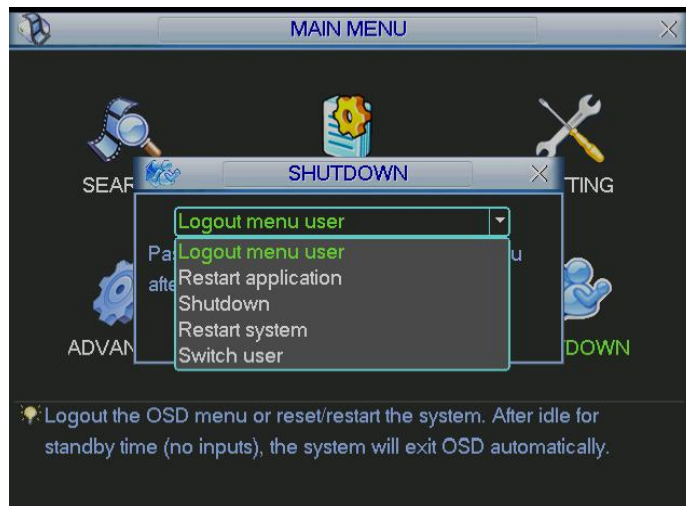 MAIN MENU
SEAR
TING
SHUTDOWN
Logout menu user
Pa
u
afte
Logout menu user
Restart application
Shutdown
Restart system
Switch user
ADVAN
DOWN
Logout the OSD menu or reset/restart the system. After idle for
standby time (no inputs), the system will exit OSD automatically.